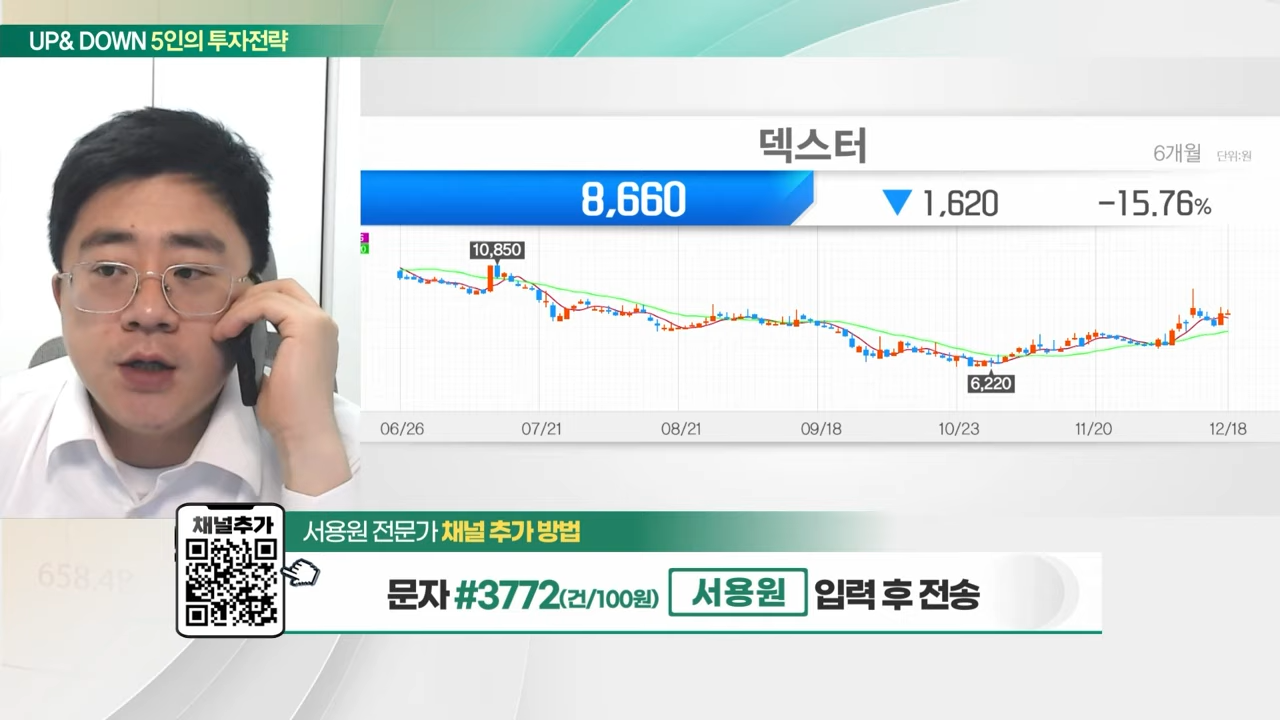 UP& DOWN 5인의 투자전략
덱스터
6개월 단위:원
8,660 ▼ 1,620 -15.76%
10,850
6,220
06/26 07/21 08/21 09/18 10/23 11/20 12/18
채널추가
서용원 전문가 채널 추가 방법
문자 #3772(건/100원) 서용원 입력 후 전송
658.4P